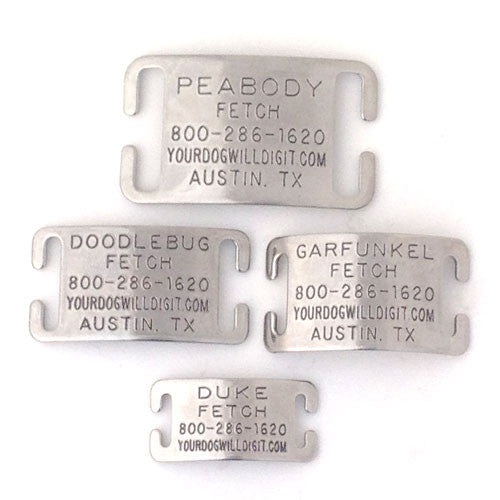 PEABODY
FETCH
800-286-1620
YOURDOGWILLDIGIT.COM
AUSTIN, TX
DOODLEBUG
FETCH
800-286-1620
YOURDOGWILLDIGIT.COM
AUSTIN, TX
GARFUNKEL
FETCH
800-286-1620
YOURDOGWILLDIGIT.COM
AUSTIN, TX
DUKE
FETCH
800-286-1620
YOURDOGWILLDIGIT.COM